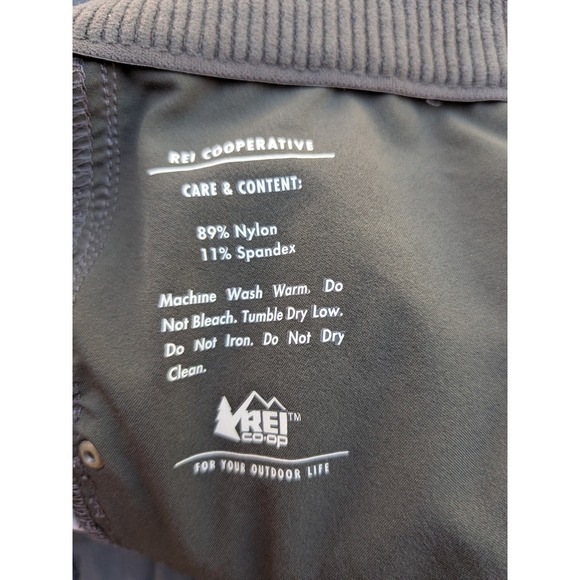 REI COOPERATIVE
CARE & CONTENT:
89% Nylon
11% Spandex
Machine Wash Warm. Do
Not Bleach. Tumble Dry Low.
Do Not Iron. Do Not Dry
Clean.
REI™
CO·OP
FOR YOUR OUTDOOR LIFE